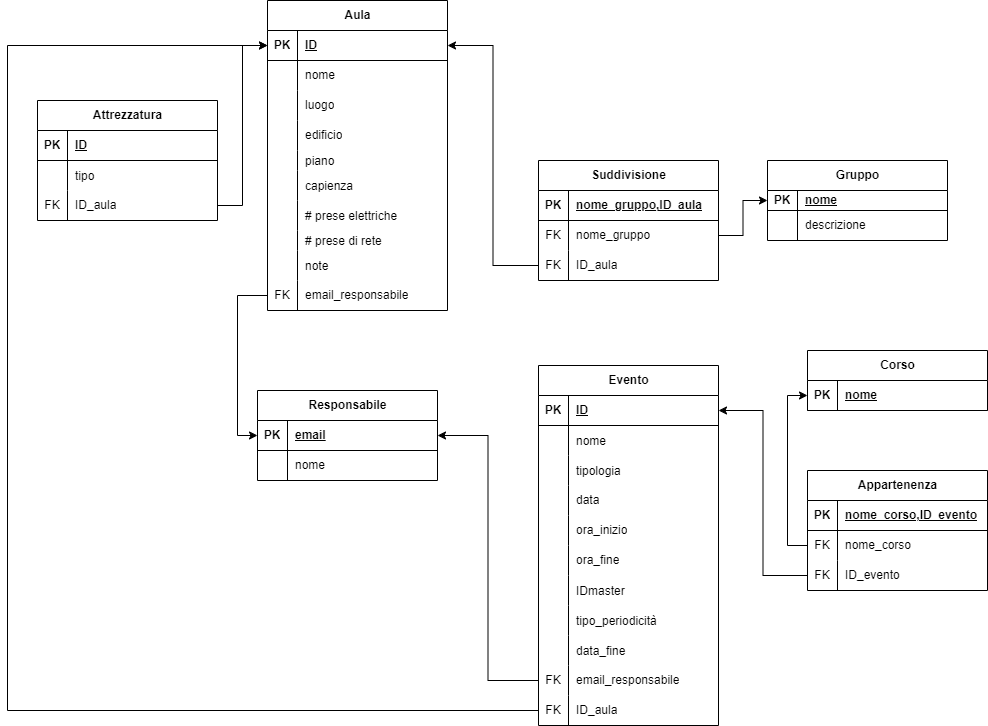 Aula
PK ID
nome
luogo
edificio
piano
capienza
# prese elettriche
# prese di rete
note
FK email_responsabile
Attrezzatura
PK ID
tipo
FK ID_aula
Suddivisione
PK nome_gruppo,ID_aula
FK nome_gruppo
FK ID_aula
Gruppo
PK nome
descrizione
Responsabile
PK email
nome
Evento
PK ID
nome
tipologia
data
ora_inizio
ora_fine
IDmaster
tipo_periodicità
data_fine
FK email_responsabile
FK ID_aula
Corso
PK nome
Appartenenza
PK nome_corso,ID_evento
FK nome_corso
FK ID_evento